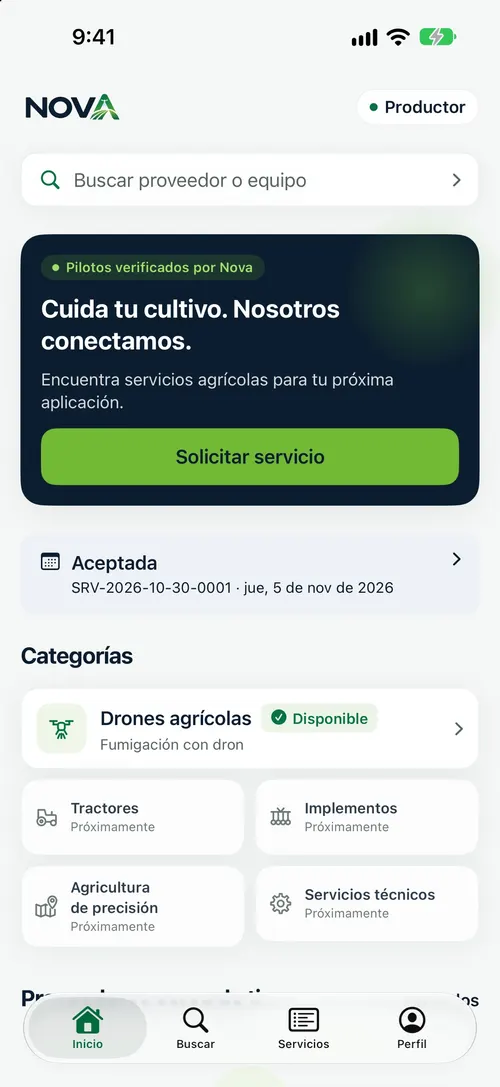 9:41
NOVA
Productor
Buscar proveedor o equipo
Pilotos verificados por Nova
Cuida tu cultivo. Nosotros
conectamos.
Encuentra servicios agrícolas para tu próxima
aplicación.
Solicitar servicio
Aceptada
SRV-2026-10-30-0001 · jue, 5 de nov de 2026
Categorías
Drones agrícolas
Disponible
Fumigación con dron
Tractores
Próximamente
Implementos
Próximamente
Agricultura
de precisión
Próximamente
Servicios técnicos
Próximamente
Inicio
Buscar
Servicios
Perfil